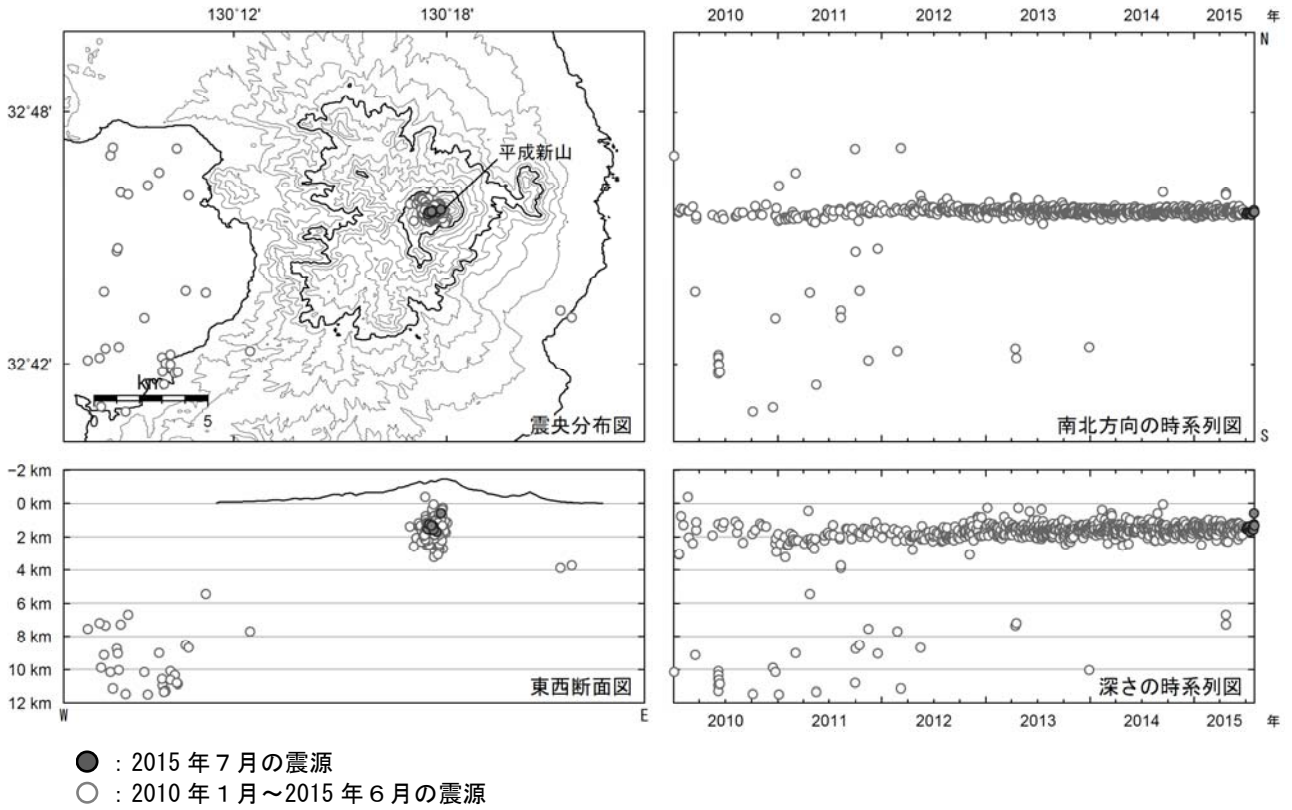 130°12′ 130°18′
2010 2011 2012 2013 2014 2015 年
N
32°48′
平成新山
32°42′
km
0 5
震央分布図
南北方向の時系列図
S
-2 km
0 km
2 km
4 km
6 km
8 km
10 km
12 km
東西断面図
深さの時系列図
W E
2010 2011 2012 2013 2014 2015 年
：2015 年７月の震源
：2010 年１月～2015 年６月の震源